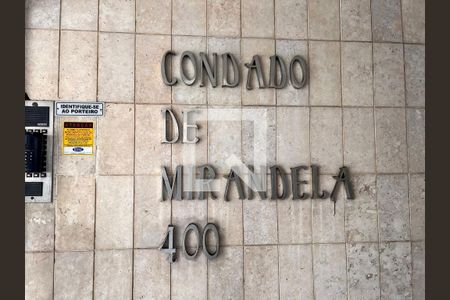 CONDADO
DE
MIRANDELA
400
IDENTIFIQUE-SE
AO PORTEIRO